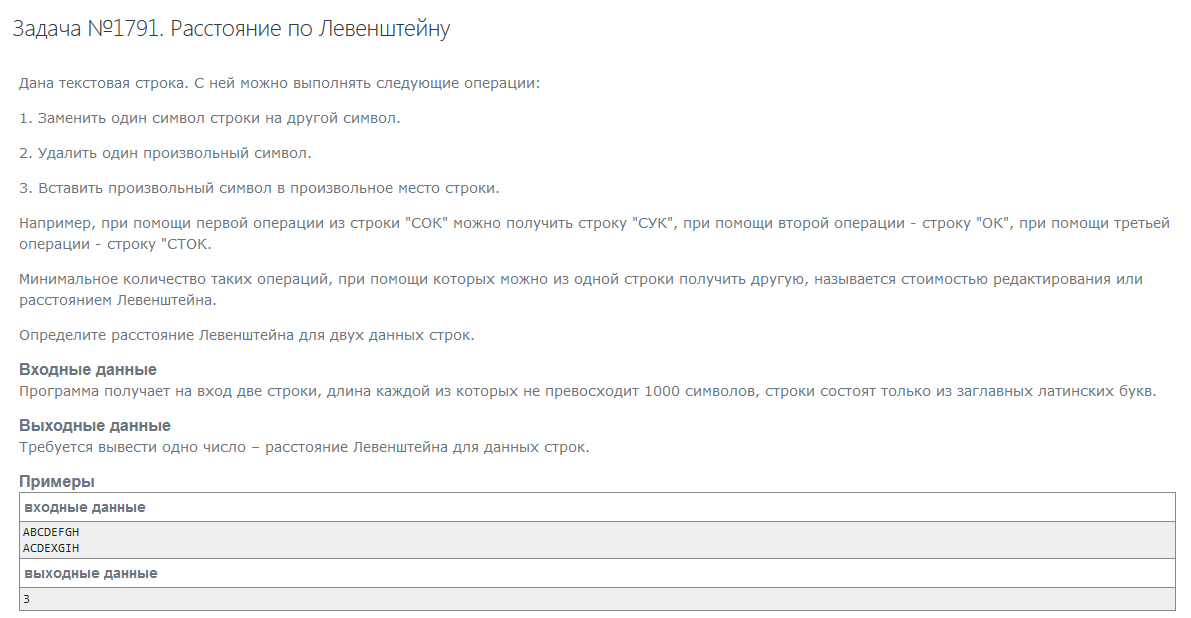 Задача №1791. Расстояние по Левенштейну
Дана текстовая строка. С ней можно выполнять следующие операции:
1. Заменить один символ строки на другой символ.
2. Удалить один произвольный символ.
3. Вставить произвольный символ в произвольное место строки.
Например, при помощи первой операции из строки "СОК" можно получить строку "СУК", при помощи второй операции - строку "ОК", при помощи третьей
операции - строку "СТОК.
Минимальное количество таких операций, при помощи которых можно из одной строки получить другую, называется стоимостью редактирования или
расстоянием Левенштейна.
Определите расстояние Левенштейна для двух данных строк.
Входные данные
Программа получает на вход две строки, длина каждой из которых не превосходит 1000 символов, строки состоят только из заглавных латинских букв.
Выходные данные
Требуется вывести одно число – расстояние Левенштейна для данных строк.
Примеры
входные данные
ABCDEFGH
ACDEXGIH
выходные данные
3